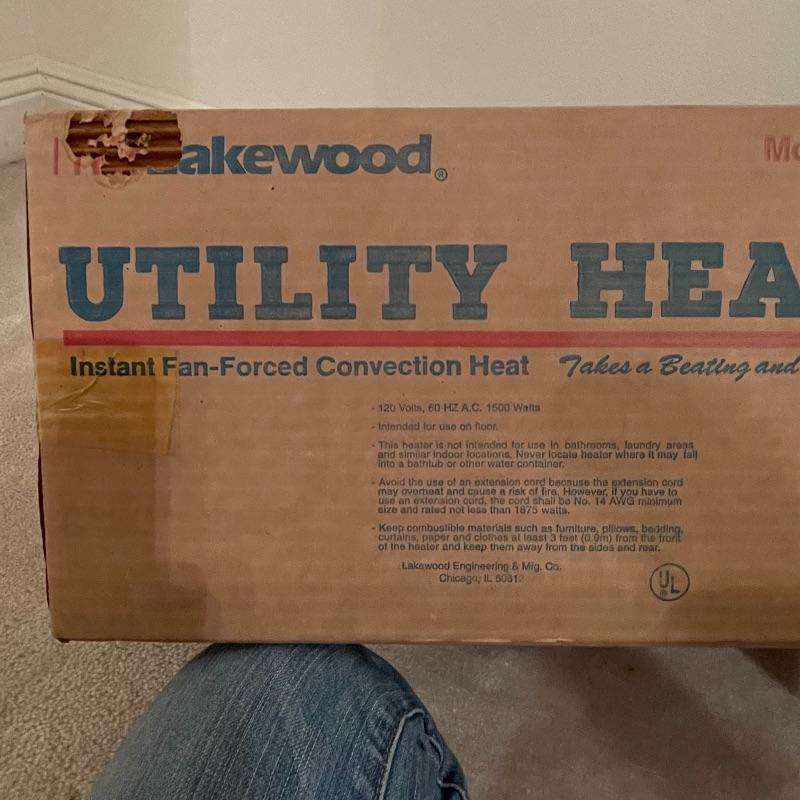 Lakewood®
Mo
UTILITY HEA
Instant Fan-Forced Convection Heat Takes a Beating and
- 120 Volts, 60 HZ A.C. 1500 Watts
- Intended for use on floor.
- This heater is not intended for use in bathrooms, laundry areas
and similar indoor locations. Never locate heater where it may fall
into a bathtub or other water container.
- Avoid the use of an extension cord because the extension cord
may overheat and cause a risk of fire. However, if you have to
use an extension cord, the cord shall be No. 14 AWG minimum
size and rated not less than 1875 watts.
- Keep combustible materials such as furniture, pillows, bedding,
curtains, paper and clothes at least 3 feet (0.9m) from the front
of the heater and keep them away from the sides and rear.
Lakewood Engineering & Mfg. Co.
Chicago, IL 60612
UL®